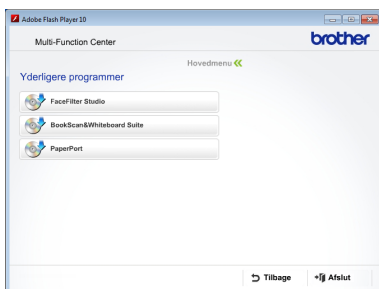 Adobe Flash Player 10
Multi-Function Center
brother
Hovedmenu
Yderligere programmer
FaceFilter Studio
BookScan&Whiteboard Suite
PaperPort
Tilbage
Afslut